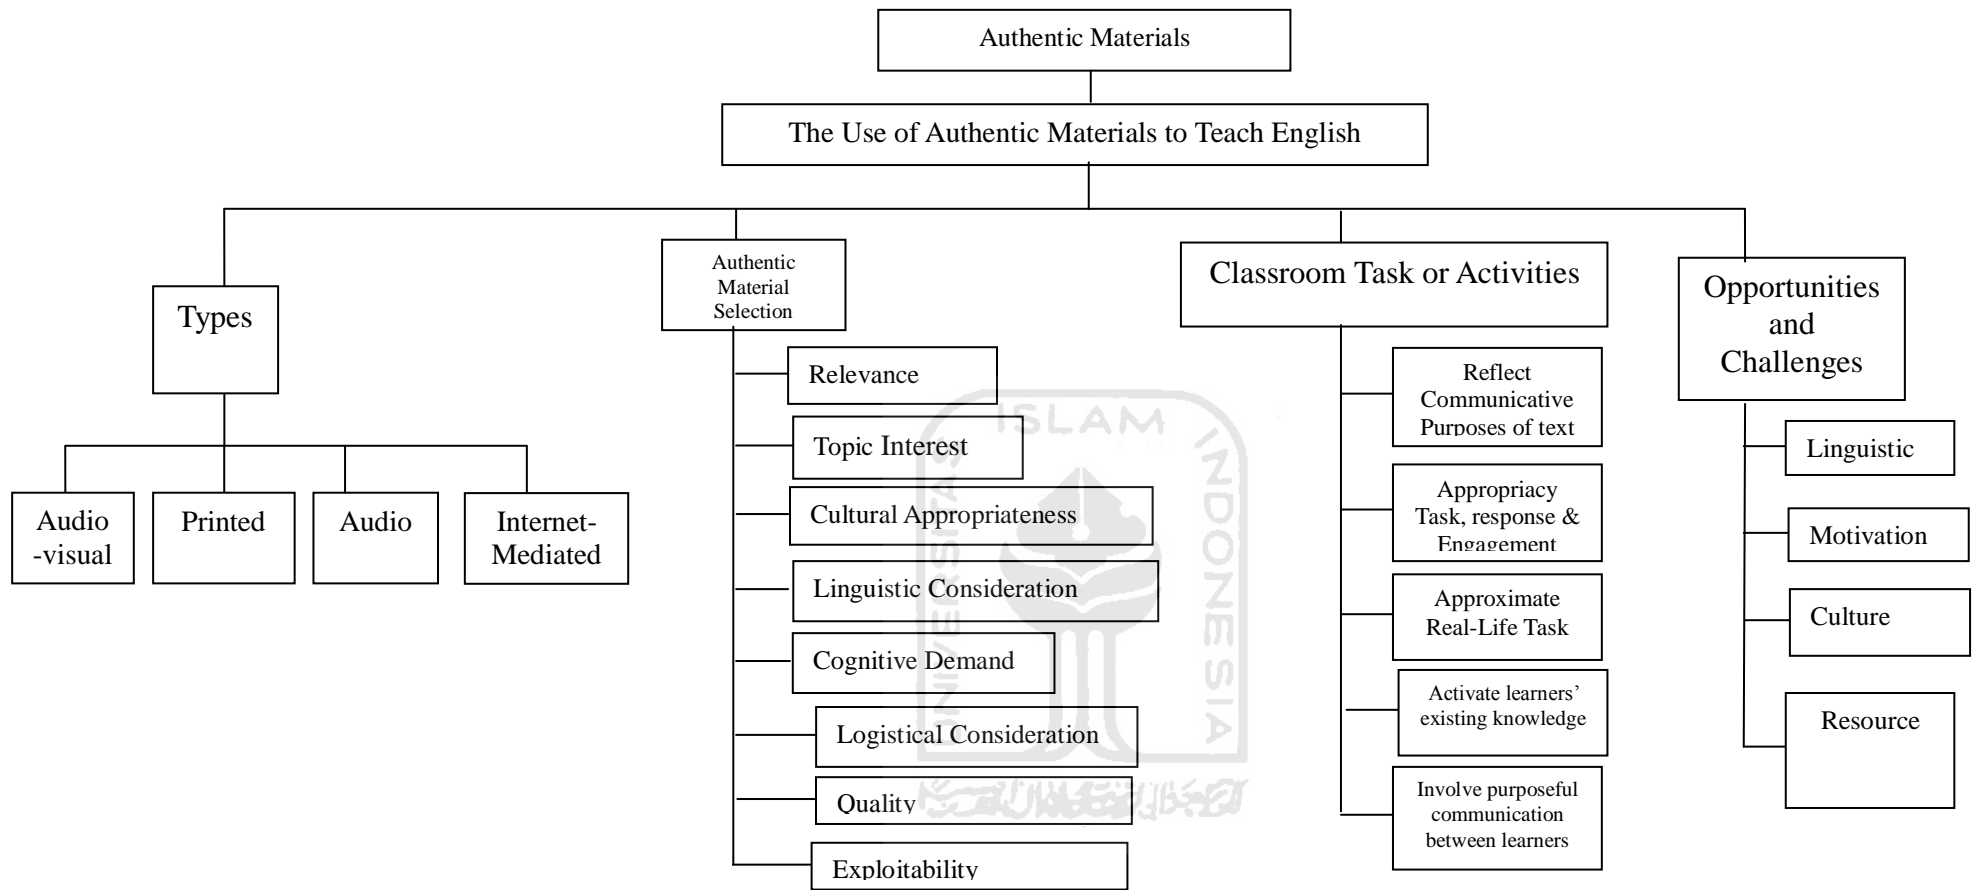 Authentic Materials
The Use of Authentic Materials to Teach English
Types
Audio
-visual
Printed
Audio
Internet-
Mediated
Authentic
Material
Selection
Relevance
Topic Interest
Cultural Appropriateness
Linguistic Consideration
Cognitive Demand
Logistical Consideration
Quality
Exploitability
Classroom Task or Activities
Reflect
Communicative
Purposes of text
Appropriacy
Task, response &
Engagement
Approximate
Real-Life Task
Activate learners’
existing knowledge
Involve purposeful
communication
between learners
Opportunities
and
Challenges
Linguistic
Motivation
Culture
Resource
UNIVERSITAS
ISLAM
INDONESIA